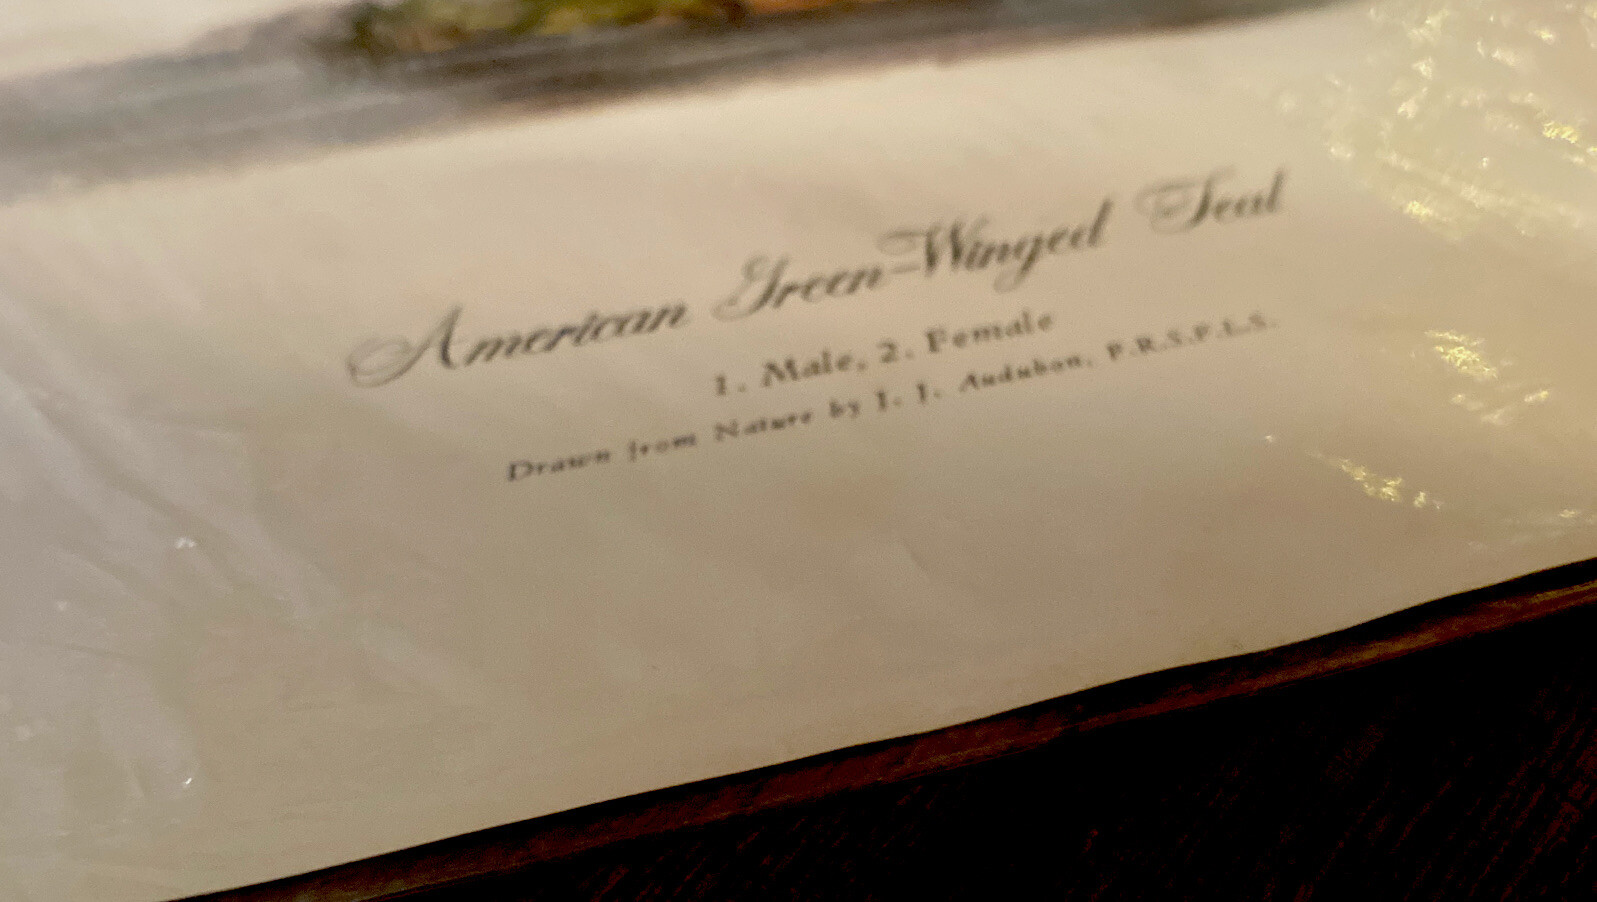 American Green-Winged Teal
1. Male, 2. Female
Drawn from Nature by J. J. Audubon, F.R.S.F.L.S.